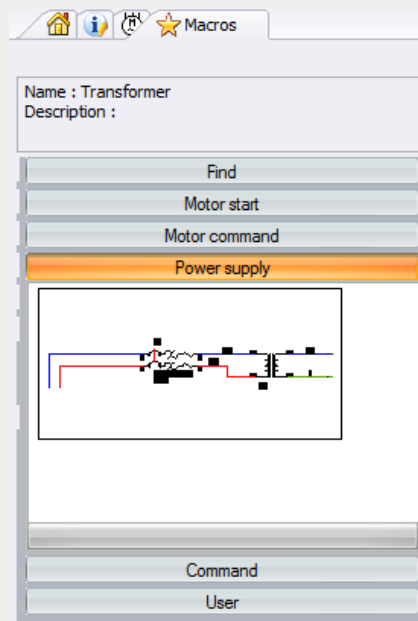 Macros
Name : Transformer
Description :
Find
Motor start
Motor command
Power supply
Command
User